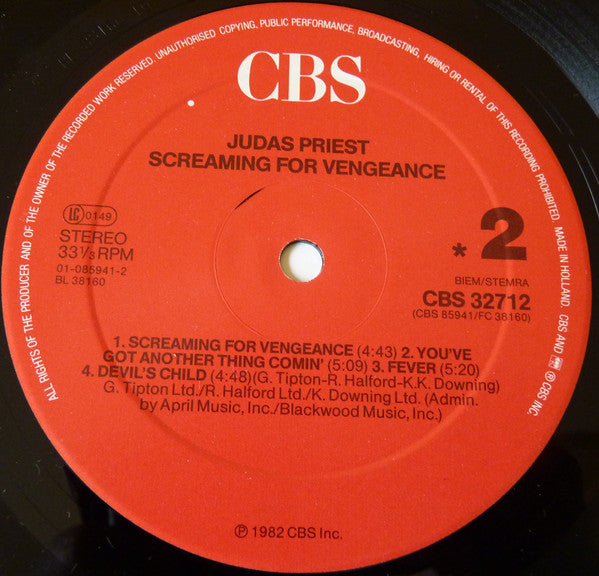 ALL RIGHTS OF THE PRODUCER AND OF THE OWNER OF THE RECORDED WORK RESERVED. UNAUTHORISED COPYING, PUBLIC PERFORMANCE, BROADCASTING, HIRING OR RENTAL OF THIS RECORDING PROHIBITED. MADE IN HOLLAND. CBS AND ® CBS INC.
CBS
JUDAS PRIEST
SCREAMING FOR VENGEANCE
LC 0149
STEREO
33⅓ RPM
01-085941-2
BL 38160
* 2
BIEM/STEMRA
CBS 32712
(CBS 85941/FC 38160)
1. SCREAMING FOR VENGEANCE (4:43) 2. YOU'VE
GOT ANOTHER THING COMIN' (5:09) 3. FEVER (5:20)
4. DEVIL'S CHILD (4:48)(G. Tipton-R. Halford-K.K. Downing)
G. Tipton Ltd./R. Halford Ltd./K. Downing Ltd. (Admin.
by April Music, Inc./Blackwood Music, Inc.)
℗ 1982 CBS Inc.